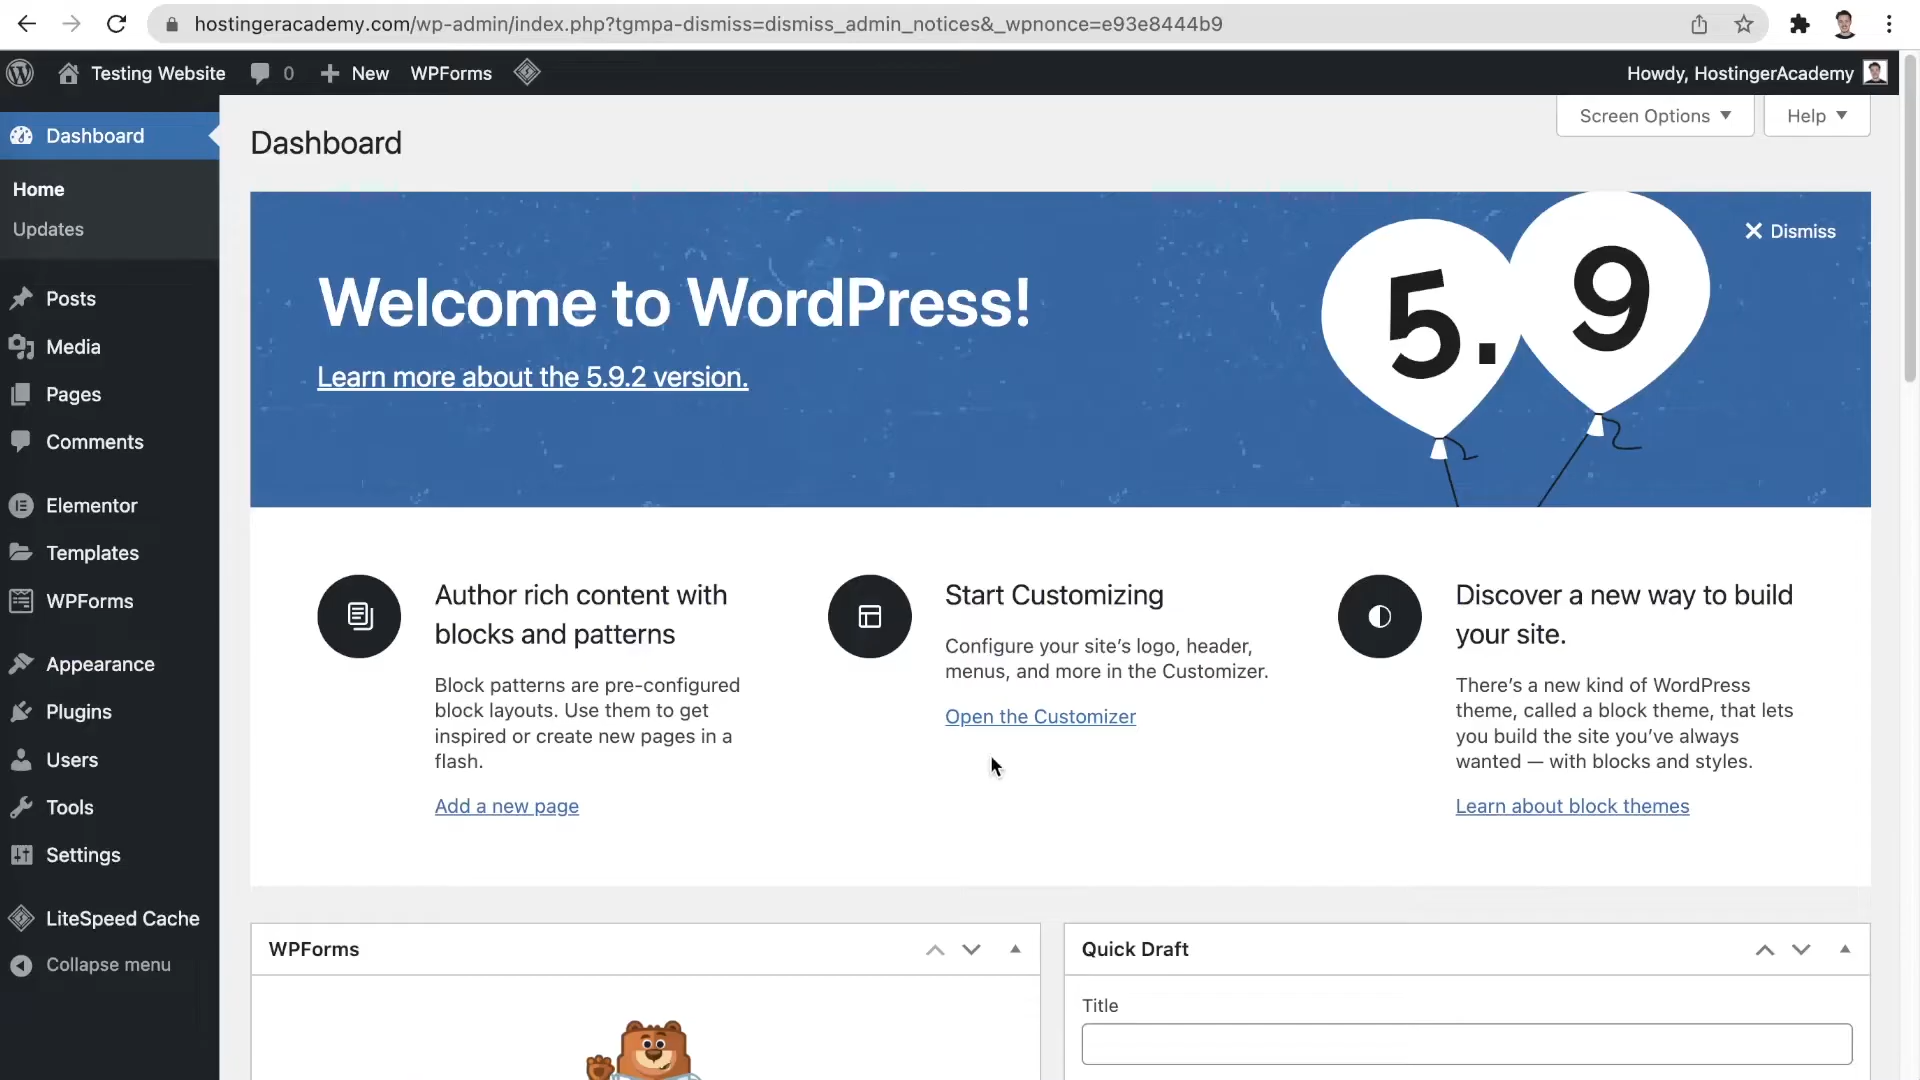 hostingeracademy.com/wp-admin/index.php?tgmpa-dismiss=dismiss_admin_notices&_wpnonce=e93e8444b9
Testing Website
0
New
WPForms
Howdy, HostingerAcademy
Dashboard
Home
Updates
Posts
Media
Pages
Comments
Elementor
Templates
WPForms
Appearance
Plugins
Users
Tools
Settings
LiteSpeed Cache
Collapse menu
Screen Options
Help
Dashboard
Dismiss
Welcome to WordPress!
Learn more about the 5.9.2 version.
5.9
Author rich content with
blocks and patterns
Block patterns are pre-configured
block layouts. Use them to get
inspired or create new pages in a
flash.
Add a new page
Start Customizing
Configure your site’s logo, header,
menus, and more in the Customizer.
Open the Customizer
Discover a new way to build
your site.
There’s a new kind of WordPress
theme, called a block theme, that lets
you build the site you’ve always
wanted — with blocks and styles.
Learn about block themes
WPForms
Quick Draft
Title